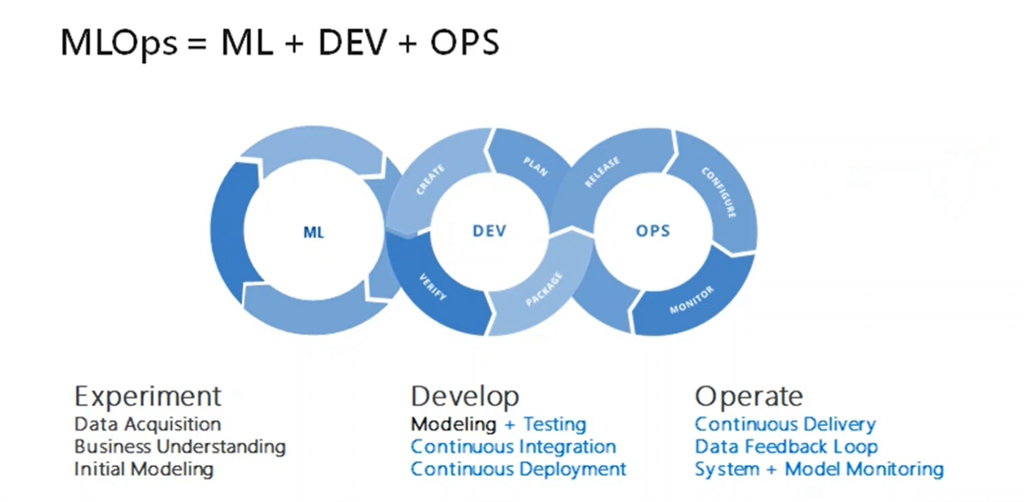 MLOps = ML + DEV + OPS
ML
DEV
OPS
CREATE
PLAN
VERIFY
PACKAGE
RELEASE
CONFIGURE
MONITOR
Experiment
Data Acquisition
Business Understanding
Initial Modeling
Develop
Modeling + Testing
Continuous Integration
Continuous Deployment
Operate
Continuous Delivery
Data Feedback Loop
System + Model Monitoring